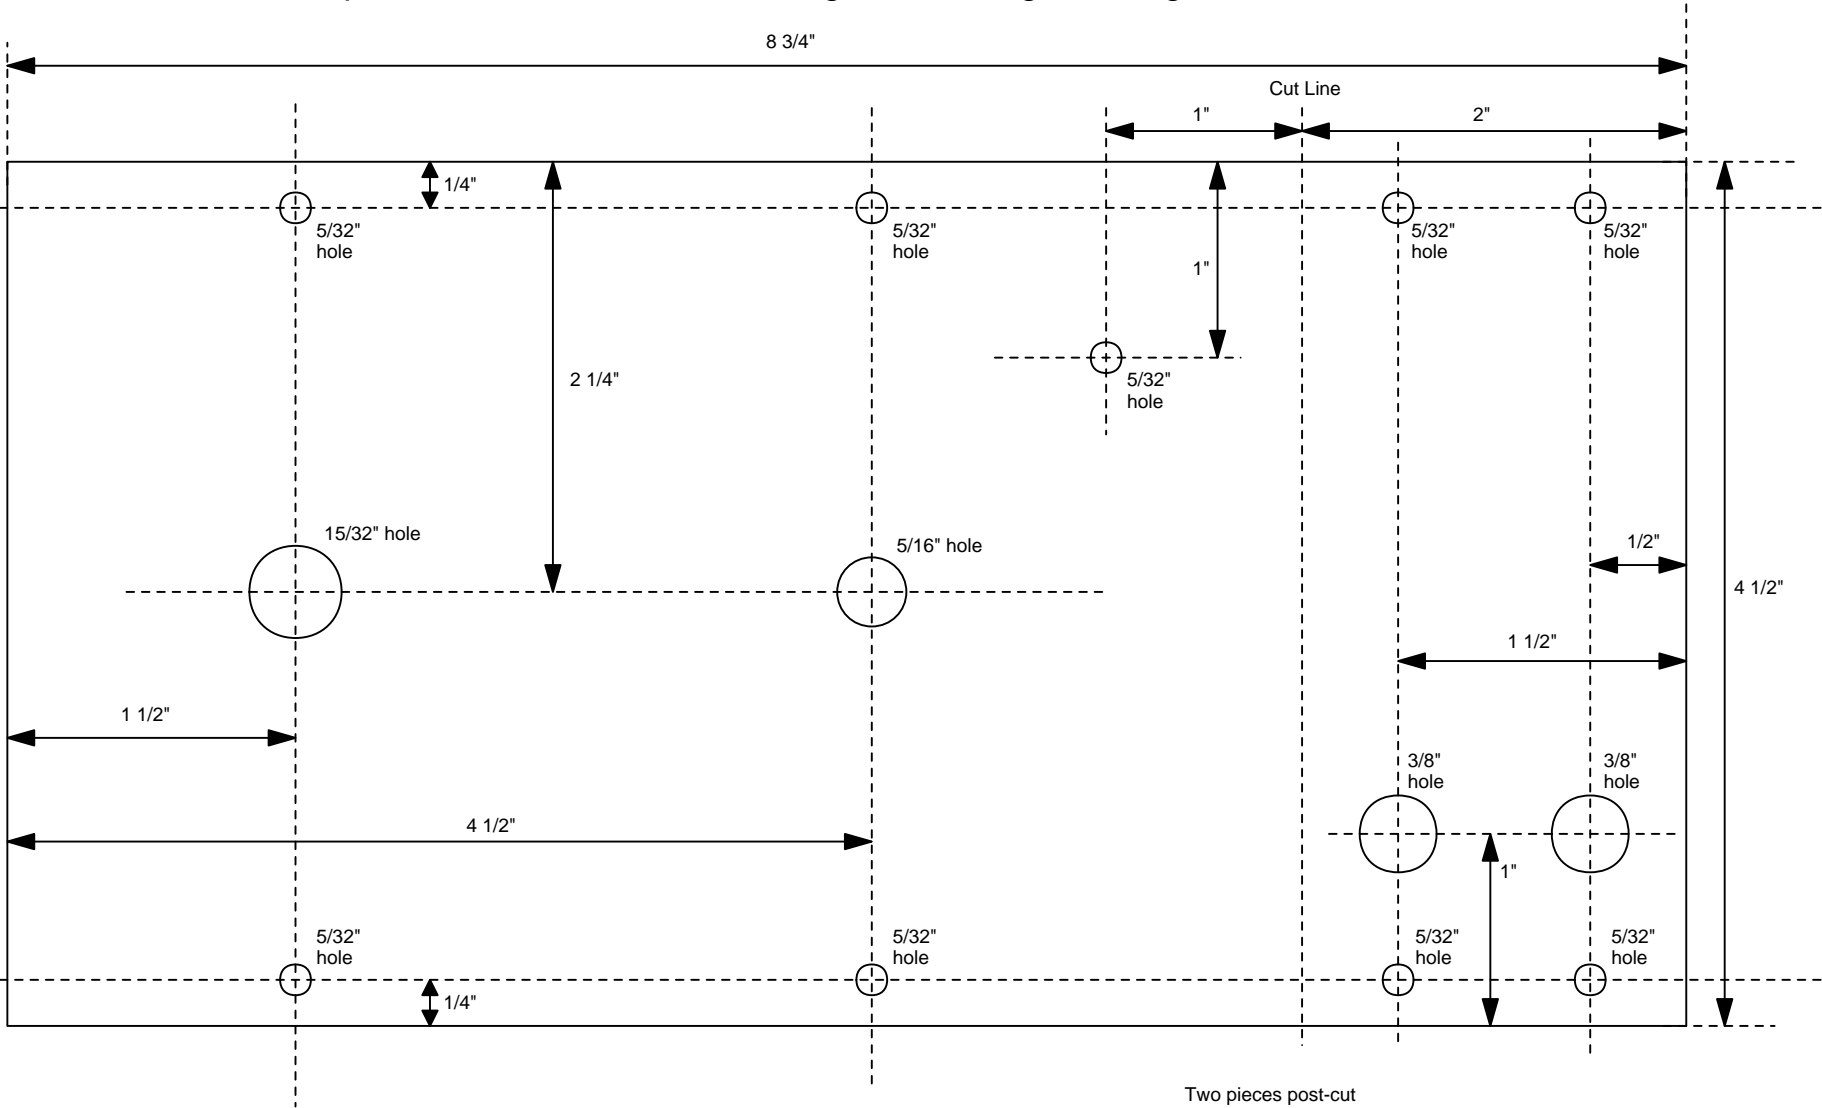 8 3/4"
Cut Line
1"
2"
1/4"
5/32"
hole
5/32"
hole
5/32"
hole
5/32"
hole
1"
2 1/4"
5/32"
hole
15/32" hole
5/16" hole
1/2"
4 1/2"
1 1/2"
1 1/2"
3/8"
hole
3/8"
hole
4 1/2"
1"
5/32"
hole
5/32"
hole
5/32"
hole
5/32"
hole
1/4"
Two pieces post-cut